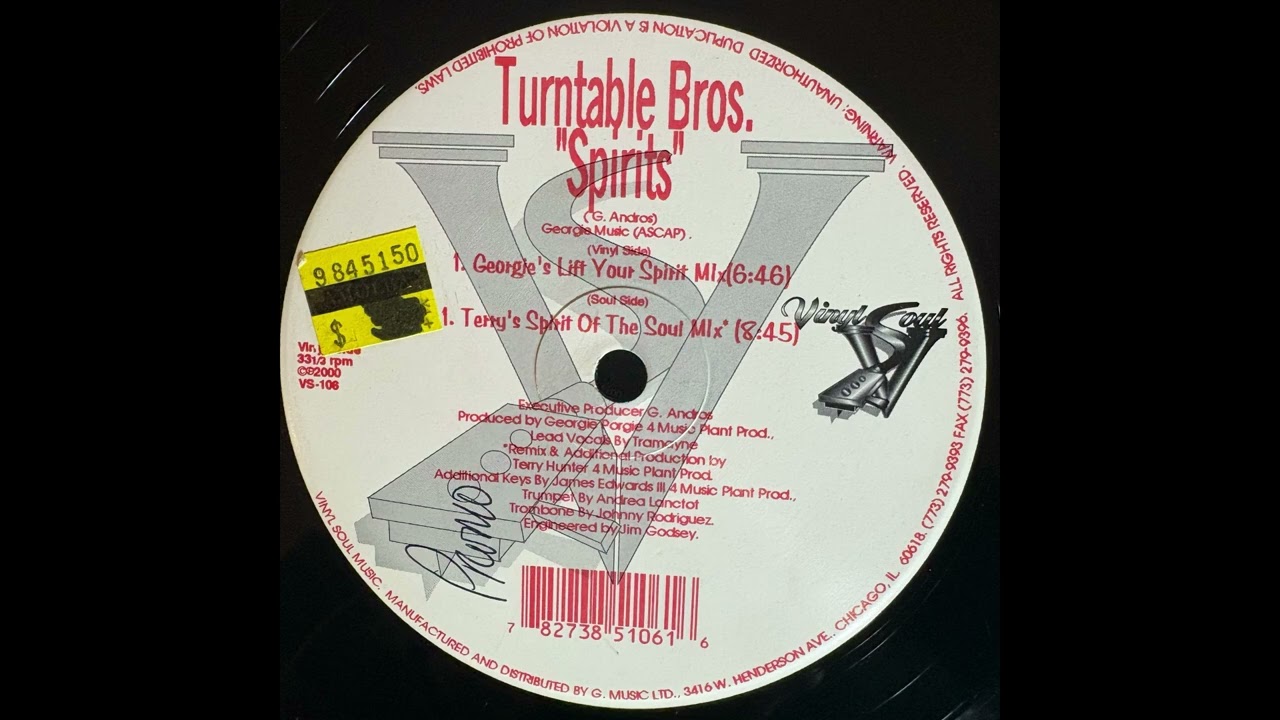 Turntable Bros.
"Spirits"
( G. Andros)
Georgie Music (ASCAP) .
(Vinyl Side)
1. Georgie's Lift Your Spirit MIx(6:46)
(Soul Side)
1. Terry's Spirit Of The Soul MIx* (8:45)
9845150
$
33 1/3 rpm
©℗2000
VS-106
Vinyl Soul
Executive Producer G. Andros
Produced by Georgie Porgie 4 Music Plant Prod.,
Lead Vocals By Tramayne
*Remix & Additional Production by
Terry Hunter 4 Music Plant Prod.
Additional Keys By James Edwards III 4 Music Plant Prod.,
Trumpet By Andrea Lanctot
Trombone By Johnny Rodriguez.
Engineered by Jim Godsey.
Promo
7 82738 51061 6
VINYL SOUL MUSIC. MANUFACTURED AND DISTRIBUTED BY G. MUSIC LTD., 3416 W. HENDERSON AVE. CHICAGO, IL 60618. (773) 279-9393 FAX (773) 279-9396. ALL RIGHTS RESERVED. WARNING: UNAUTHORIZED DUPLICATION IS A VIOLATION OF PROHIBITED LAWS.